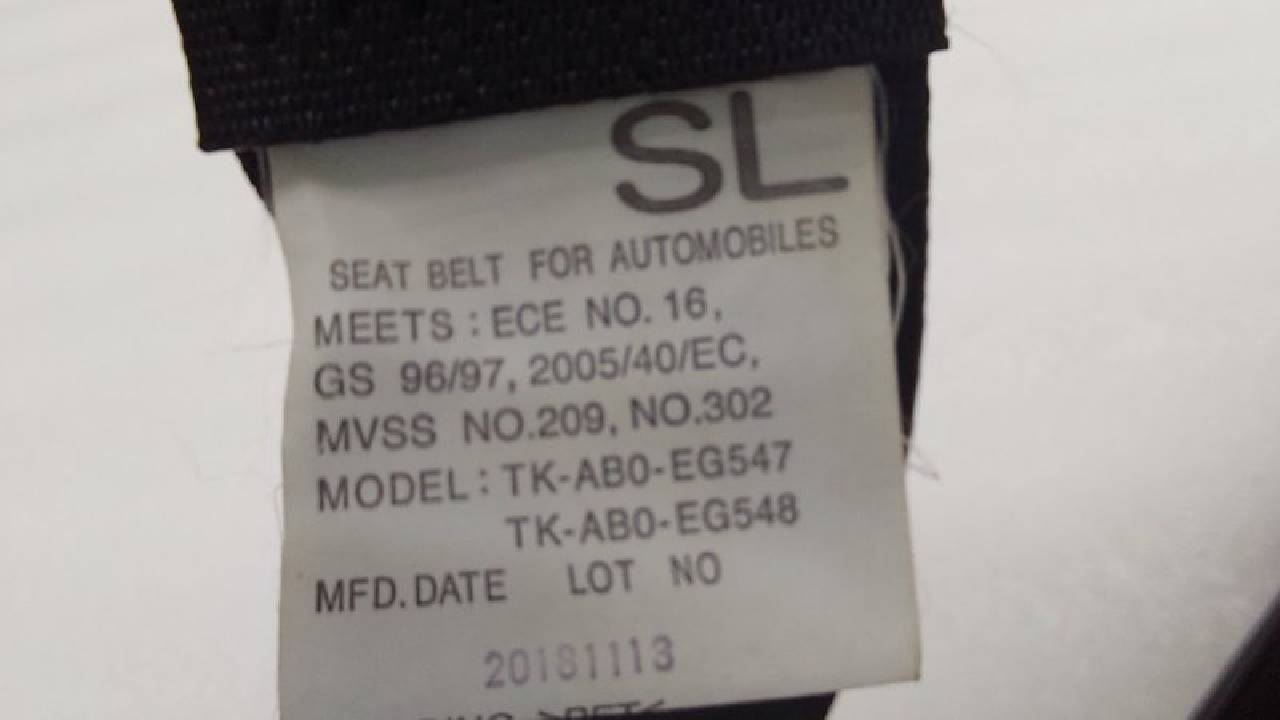 SL
SEAT BELT FOR AUTOMOBILES
MEETS : ECE NO. 16,
GS 96/97, 2005/40/EC,
MVSS NO.209, NO.302
MODEL : TK-AB0-EG547
TK-AB0-EG548
MFD. DATE LOT NO
20181113
>PET<